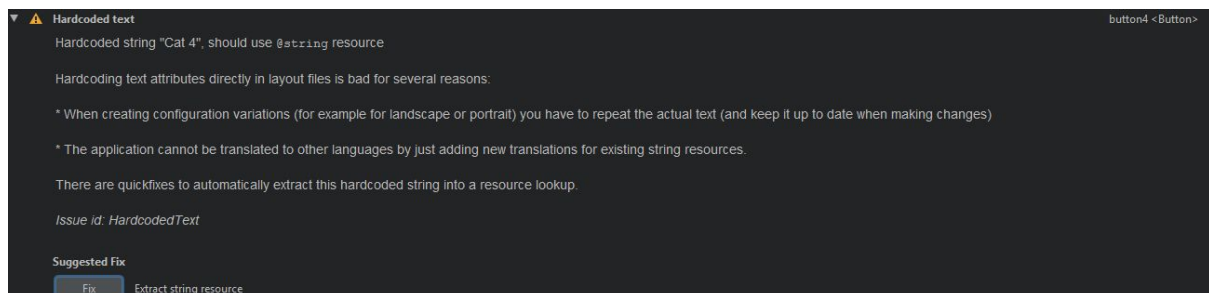 Hardcoded text button4 <Button>
Hardcoded string "Cat 4", should use @string resource
Hardcoding text attributes directly in layout files is bad for several reasons:
* When creating configuration variations (for example for landscape or portrait) you have to repeat the actual text (and keep it up to date when making changes)
* The application cannot be translated to other languages by just adding new translations for existing string resources.
There are quickfixes to automatically extract this hardcoded string into a resource lookup.
Issue id: HardcodedText
Suggested Fix
Fix Extract string resource